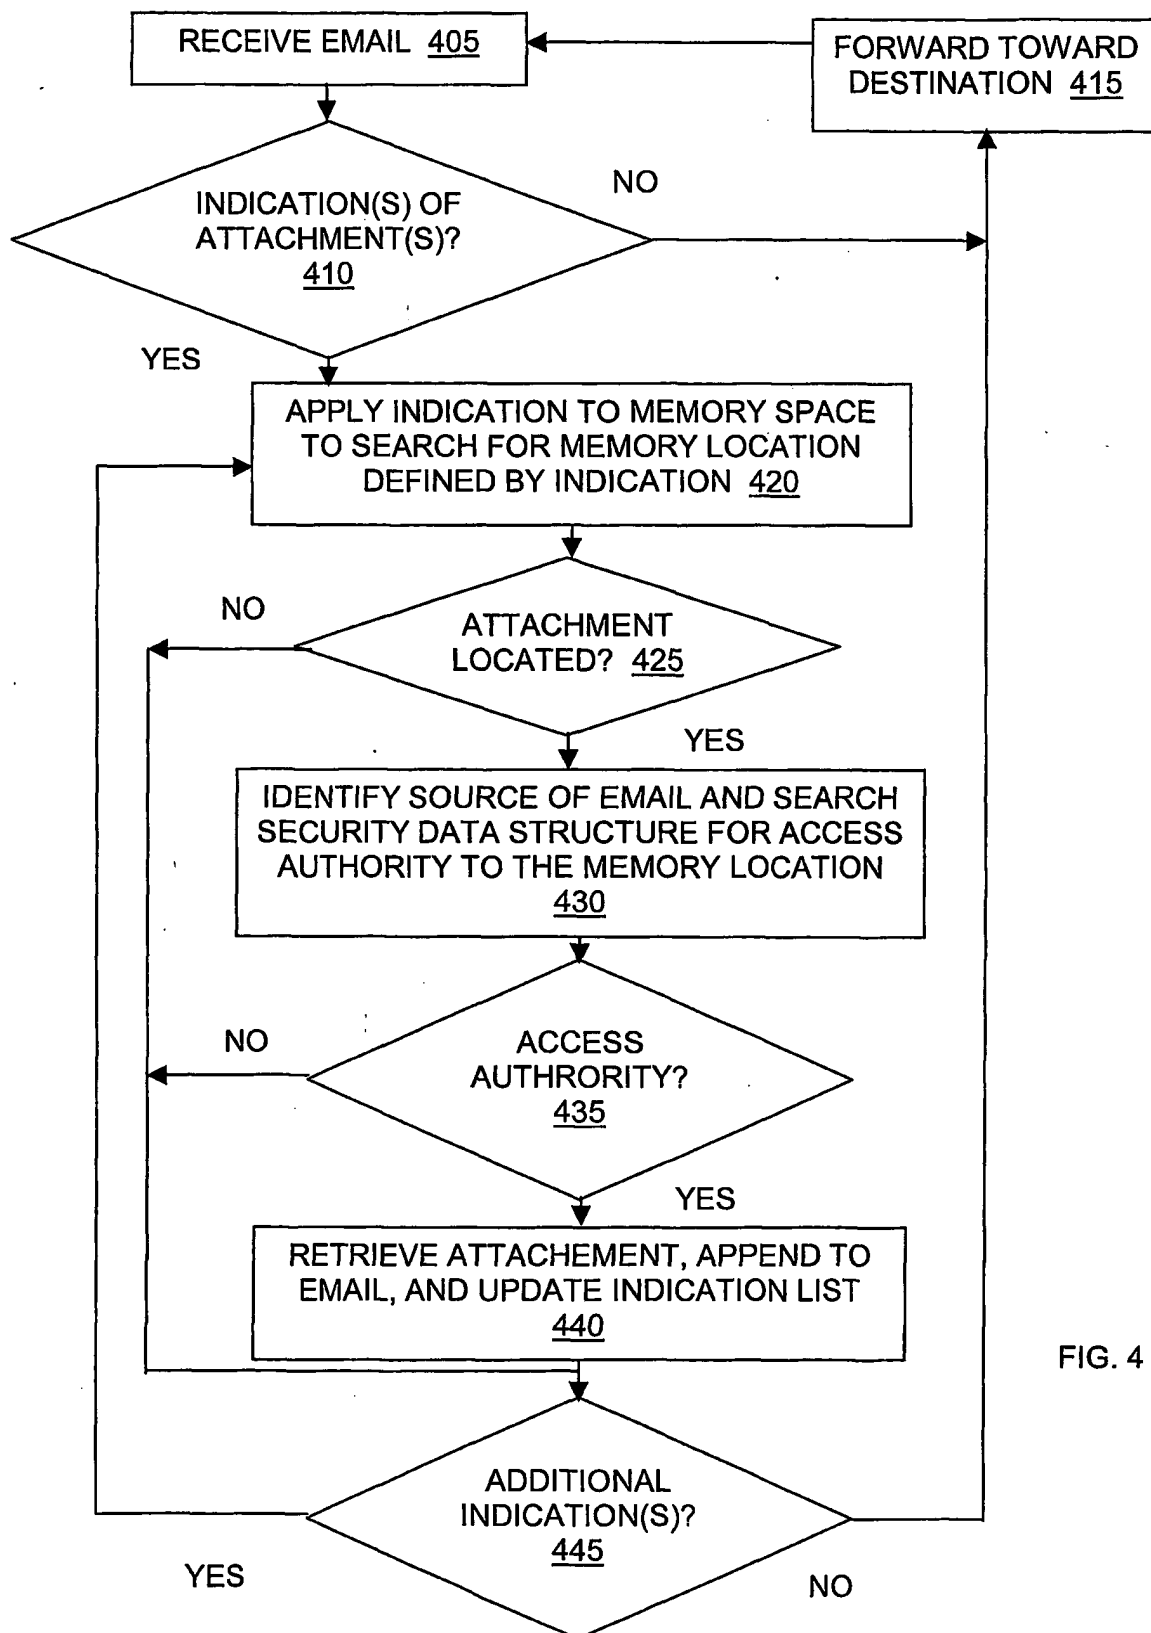 RECEIVE EMAIL 405
FORWARD TOWARD
DESTINATION 415
INDICATION(S) OF
ATTACHMENT(S)?
410
NO
YES
APPLY INDICATION TO MEMORY SPACE
TO SEARCH FOR MEMORY LOCATION
DEFINED BY INDICATION 420
NO
ATTACHMENT
LOCATED? 425
YES
IDENTIFY SOURCE OF EMAIL AND SEARCH
SECURITY DATA STRUCTURE FOR ACCESS
AUTHORITY TO THE MEMORY LOCATION
430
NO
ACCESS
AUTHRORITY?
435
YES
RETRIEVE ATTACHEMENT, APPEND TO
EMAIL, AND UPDATE INDICATION LIST
440
FIG. 4
ADDITIONAL
INDICATION(S)?
445
YES
NO